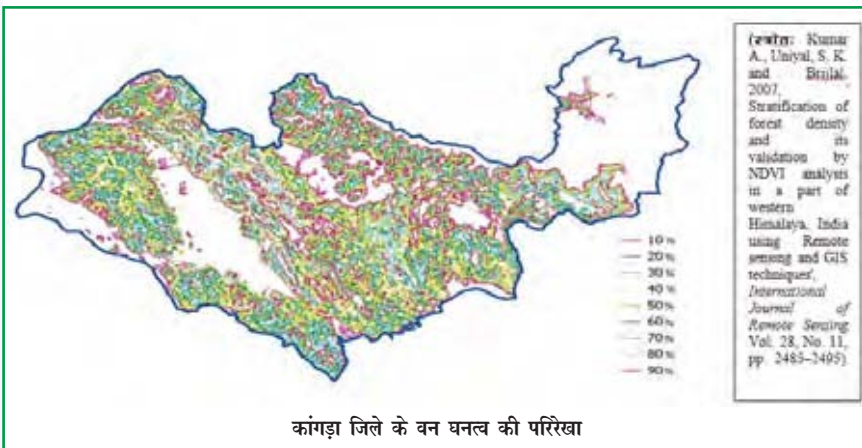 (स्त्रोतः Kumar
A., Uniyal, S. K.
and Brijlal,
2007,
Stratification of
forest density
and its
validation by
NDVI analysis
in a part of
western
Himalaya, India
using Remote
sensing and GIS
techniques',
International
Journal of
Remote Sensing
Vol. 28, No. 11,
pp. 2485–2495)
10%
20%
30%
40%
50%
60%
70%
80%
90%
कांगड़ा जिले के वन घनत्व की परिरेखा